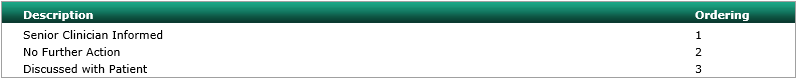 Description Ordering
Senior Clinician Informed 1
No Further Action 2
Discussed with Patient 3